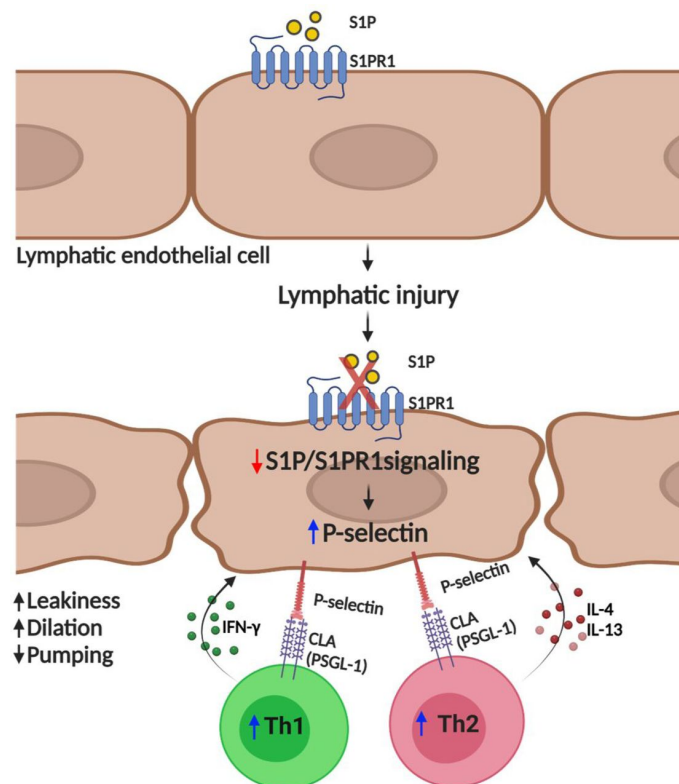 S1P
S1PR1
Lymphatic endothelial cell
Lymphatic injury
S1P
S1PR1
↓S1P/S1PR1signaling
↑P-selectin
P-selectin
P-selectin
↑Leakiness
↑Dilation
↓Pumping
IFN-γ
CLA
(PSGL-1)
CLA
(PSGL-1)
IL-4
IL-13
↑Th1
↑Th2